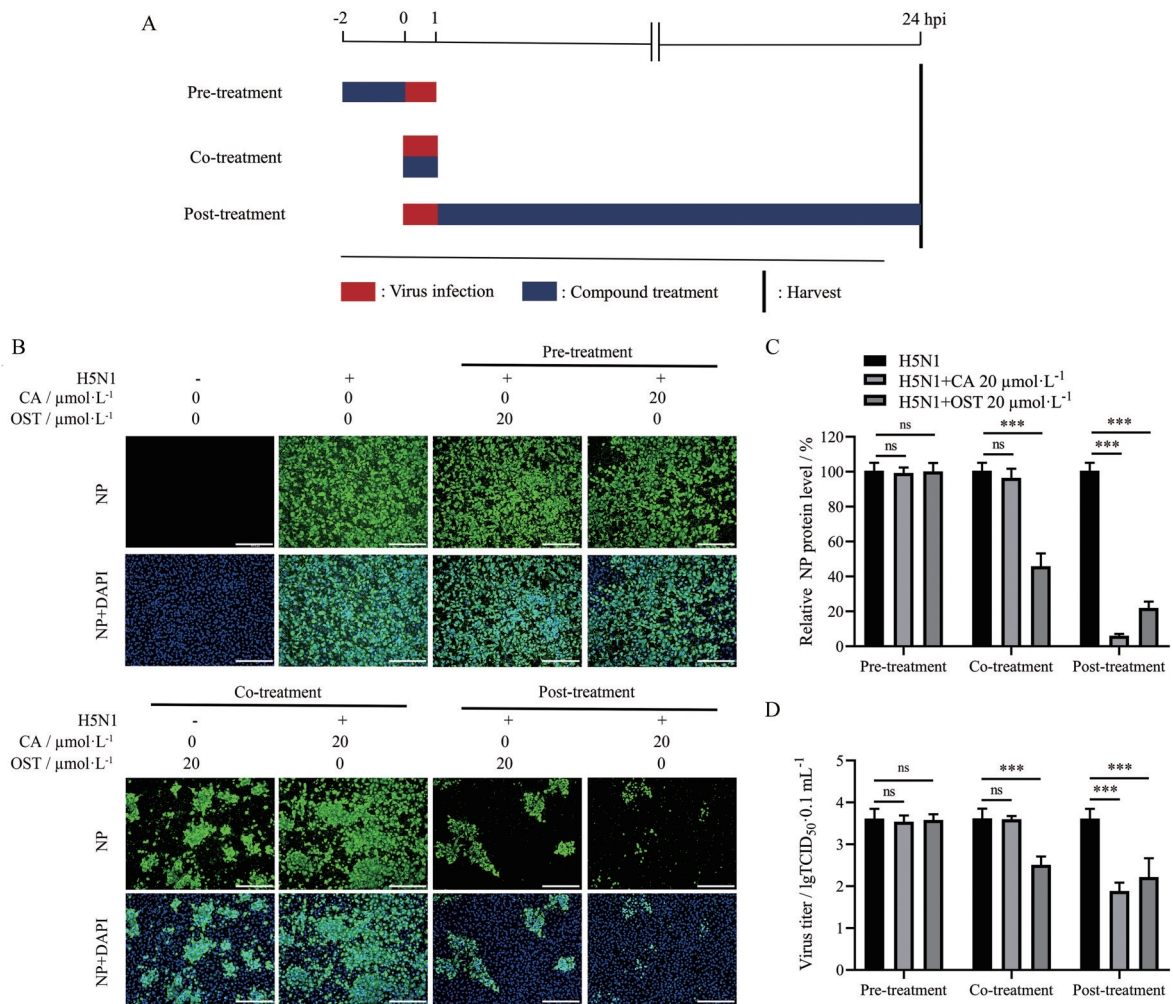 A
-2 0 1 24 hpi
Pre-treatment
Co-treatment
Post-treatment
: Virus infection : Compound treatment : Harvest
B
Pre-treatment
H5N1 - + + +
CA / µmol·L⁻¹ 0 0 0 20
OST / µmol·L⁻¹ 0 0 20 0
NP
NP+DAPI
Co-treatment Post-treatment
H5N1 - + + +
CA / µmol·L⁻¹ 0 20 0 20
OST / µmol·L⁻¹ 20 0 20 0
NP
NP+DAPI
C
H5N1
H5N1+CA 20 µmol·L⁻¹
H5N1+OST 20 µmol·L⁻¹
Relative NP protein level / %
120
100
80
60
40
20
0
ns *** ***
ns ns ***
Pre-treatment Co-treatment Post-treatment
D
Virus titer / lgTCID₅₀·0.1 mL⁻¹
6
5
4
3
2
1
0
ns *** ***
ns ns ***
Pre-treatment Co-treatment Post-treatment